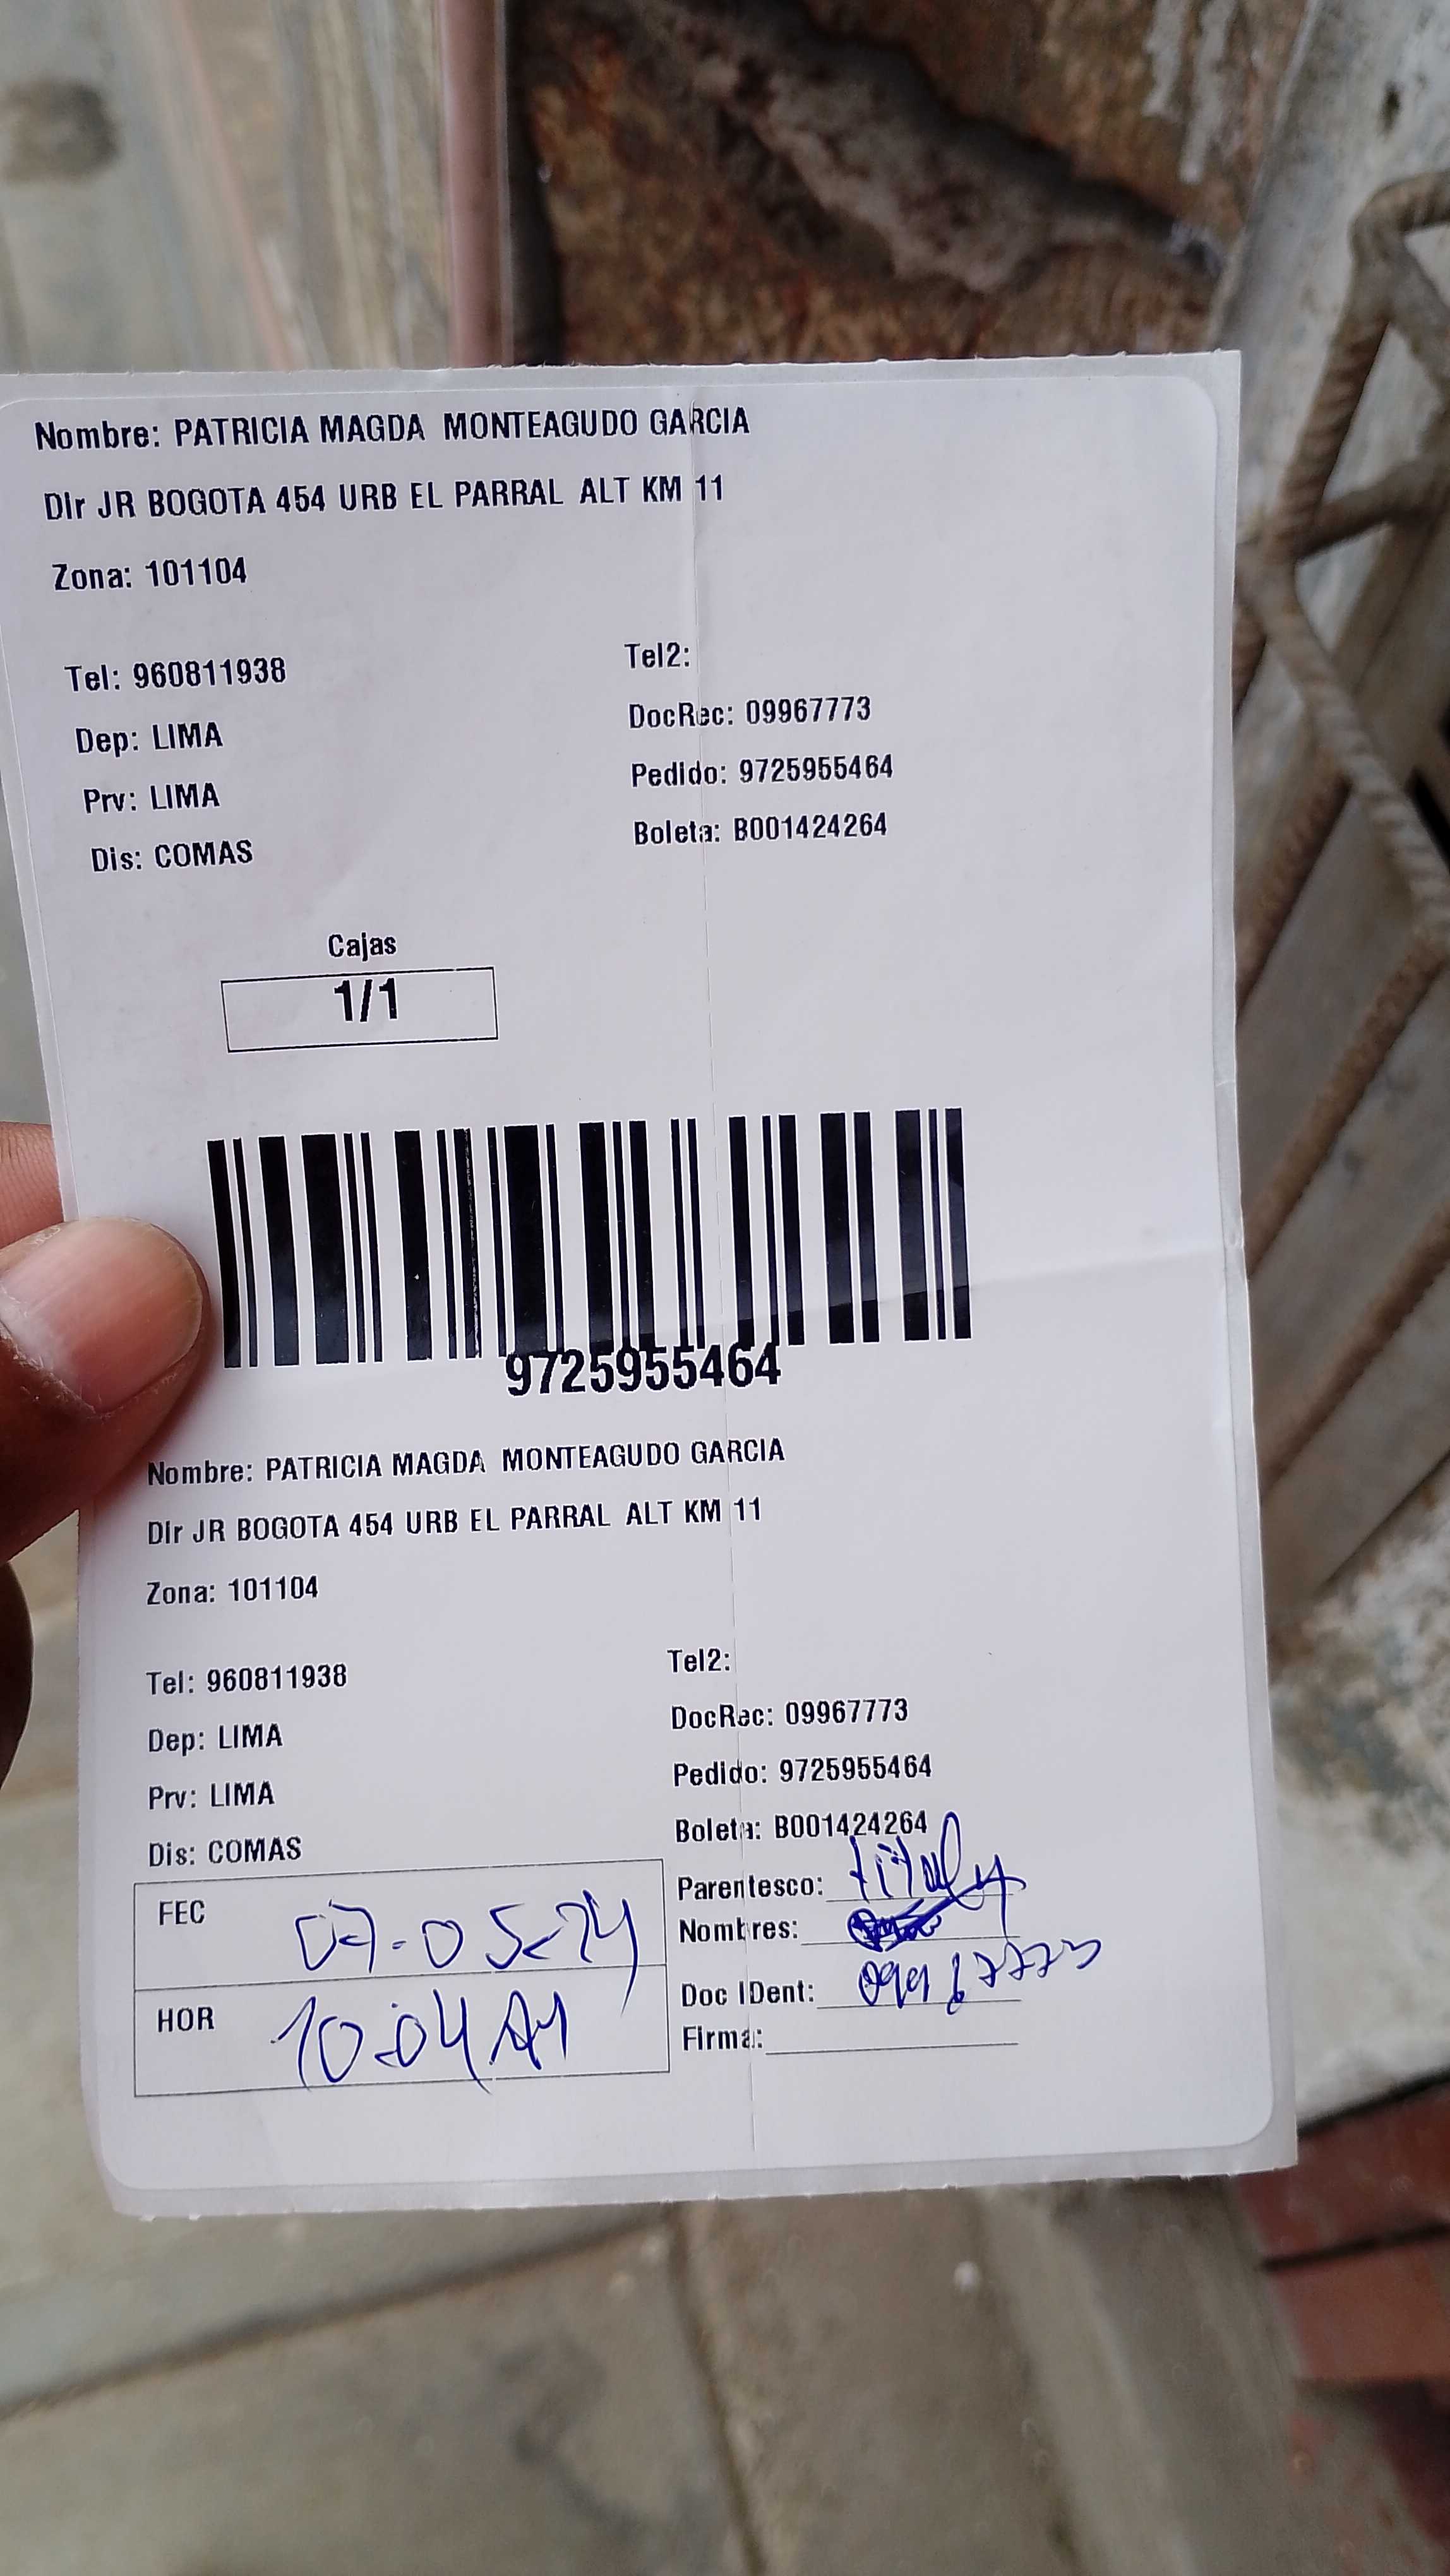 Nombre: PATRICIA MAGDA MONTEAGUDO GARCIA
Dir JR BOGOTA 454 URB EL PARRAL ALT KM 11
Zona: 101104
Tel: 960811938
Tel2:
Dep: LIMA
DocRec: 09967773
Prv: LIMA
Pedido: 9725955464
Dis: COMAS
Boleta: B001424264
Cajas
1/1
9725955464
Nombre: PATRICIA MAGDA MONTEAGUDO GARCIA
Dir JR BOGOTA 454 URB EL PARRAL ALT KM 11
Zona: 101104
Tel: 960811938
Tel2:
Dep: LIMA
DocRec: 09967773
Prv: LIMA
Pedido: 9725955464
Dis: COMAS
Boleta: B001424264
FEC 07-05-24
HOR 10:04 AM
Parentesco: titular
Nombres:
Doc IDent: 09967773
Firma: